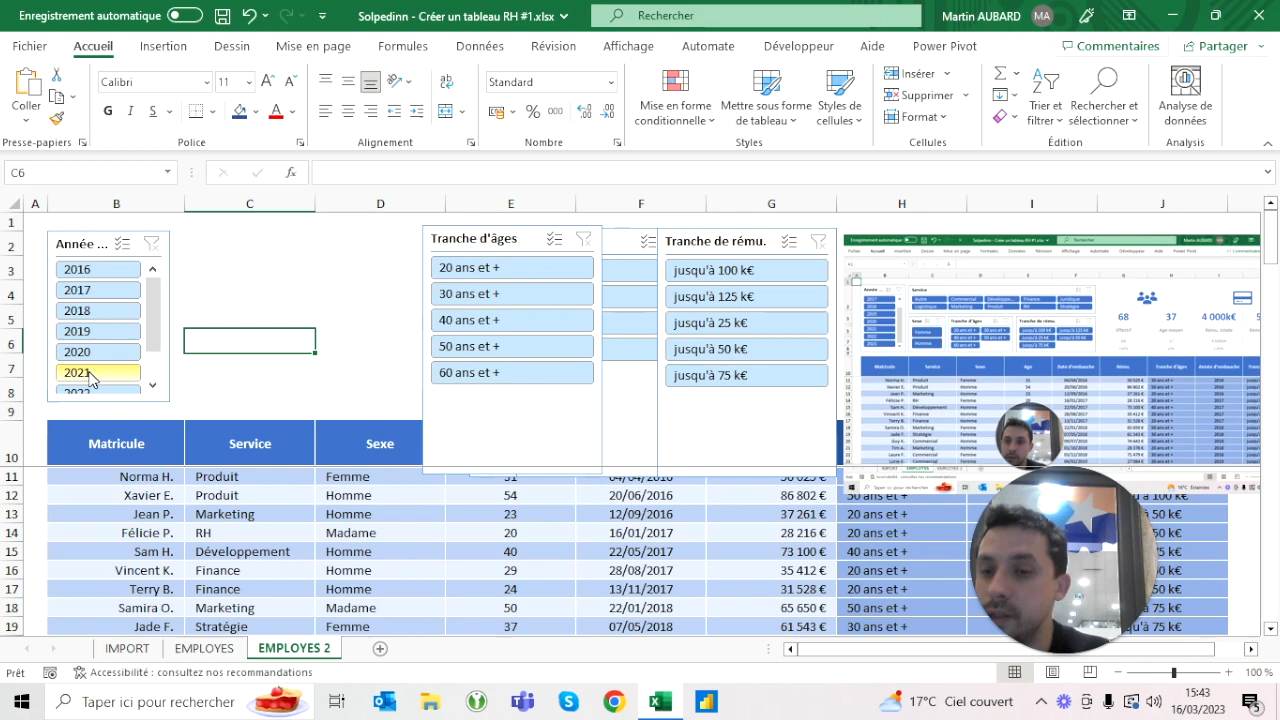 Enregistrement automatique
Solpedinn - Créer un tableau RH #1.xlsx
Rechercher
Martin AUBARD
MA
Fichier
Accueil
Insertion
Dessin
Mise en page
Formules
Données
Révision
Affichage
Automate
Développeur
Aide
Power Pivot
Commentaires
Partager
Coller
Calibri
11
G I S
Standard
% 000
Mise en forme conditionnelle
Mettre sous forme de tableau
Styles de cellules
Insérer
Supprimer
Format
Trier et filtrer
Rechercher et sélectionner
Analyse de données
Presse-papiers
Police
Alignement
Nombre
Styles
Cellules
Édition
Analysis
C6
fx
A B C D E F G H I J
1
2
3
4
5
6
7
8
10
Année ...
2016
2017
2018
2019
2020
2021
Tranche d'âges
20 ans et +
30 ans et +
40 ans et +
50 ans et +
60 ans et +
Tranche de rému.
jusqu'à 100 k€
jusqu'à 125 k€
jusqu'à 25 k€
jusqu'à 50 k€
jusqu'à 75 k€
Service
68
37
4 000k€
Matricule Service Sexe
11 Norma H. Produit Femme 31 04/04/2016
12 Xavier E. Produit Homme 54 20/06/2016 83 802 € 50 ans et +
13 Jean P. Marketing Homme 23 12/09/2016 37 261 € 20 ans et +
14 Félicie P. RH Madame 20 16/01/2017 28 216 € 20 ans et +
15 Sam H. Développement Homme 40 22/05/2017 73 100 € 40 ans et +
16 Vincent K. Finance Homme 29 28/08/2017 35 412 € 20 ans et +
17 Terry B. Finance Homme 24 13/11/2017 31 528 € 20 ans et +
18 Samira O. Marketing Madame 50 22/01/2018 65 650 € 50 ans et +
19 Jade F. Stratégie Femme 37 07/05/2018 61 543 € 30 ans et +
IMPORT
EMPLOYES
EMPLOYES 2
Prêt
Accessibilité : consultez nos recommandations
100 %
Taper ici pour rechercher
17°C Ciel couvert
15:43
16/03/2023
5